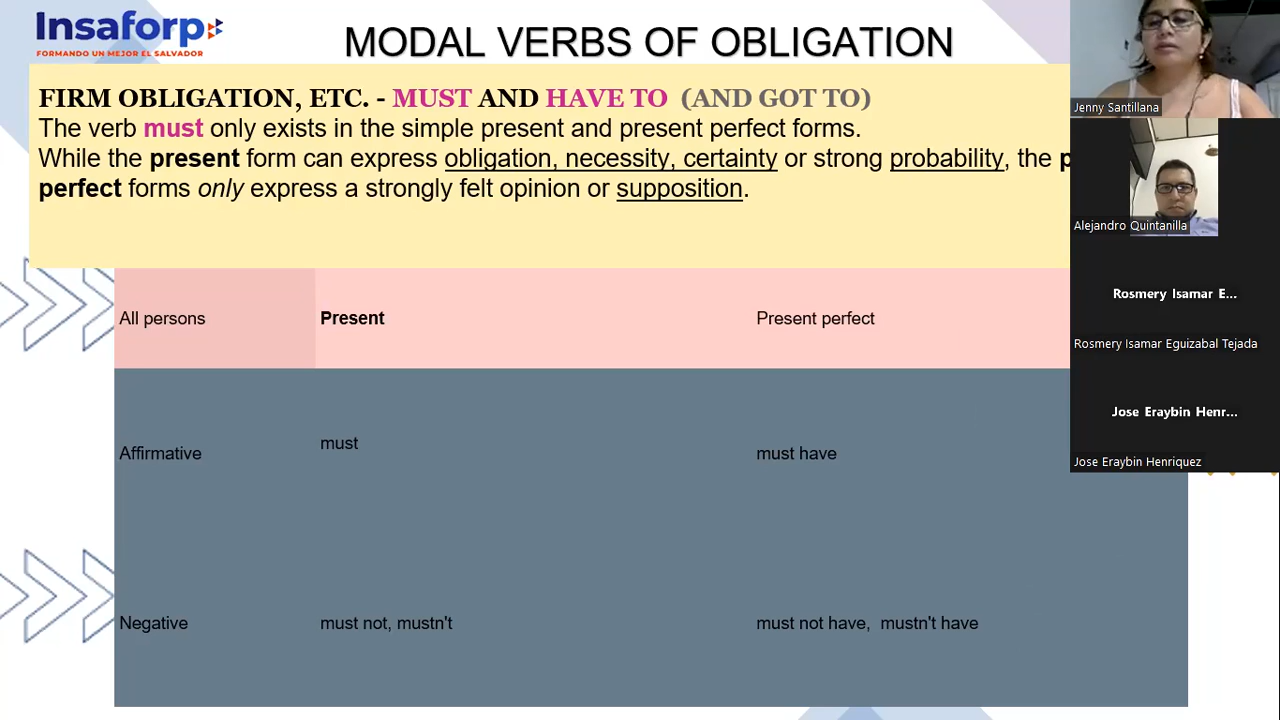 Insaforp
FORMANDO UN MEJOR EL SALVADOR
MODAL VERBS OF OBLIGATION
FIRM OBLIGATION, ETC. - MUST AND HAVE TO (AND GOT TO)
The verb must only exists in the simple present and present perfect forms.
While the present form can express obligation, necessity, certainty or strong probability, the
perfect forms only express a strongly felt opinion or supposition.
All persons Present Present perfect
Affirmative must must have
Negative must not, mustn't must not have, mustn't have
Jenny Santillana
Alejandro Quintanilla
Rosmery Isamar E...
Rosmery Isamar Eguizabal Tejada
Jose Eraybin Henr...
Jose Eraybin Henriquez